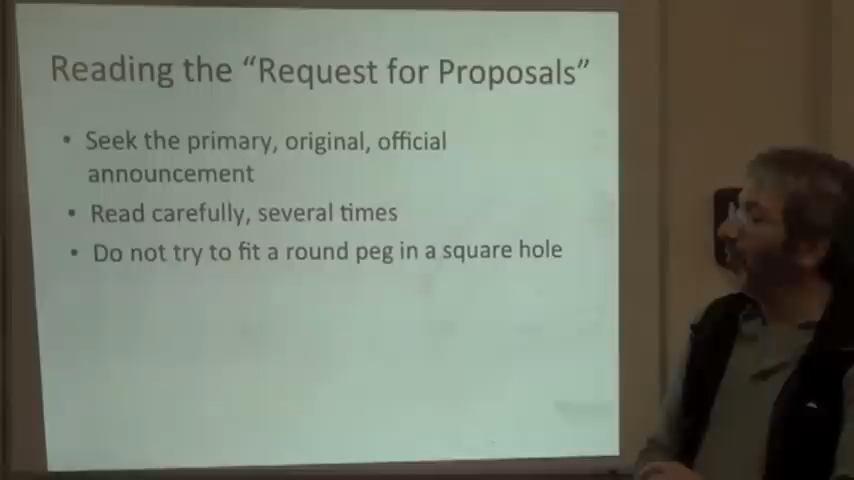 Reading the “Request for Proposals”
• Seek the primary, original, official
announcement
• Read carefully, several times
• Do not try to fit a round peg in a square hole